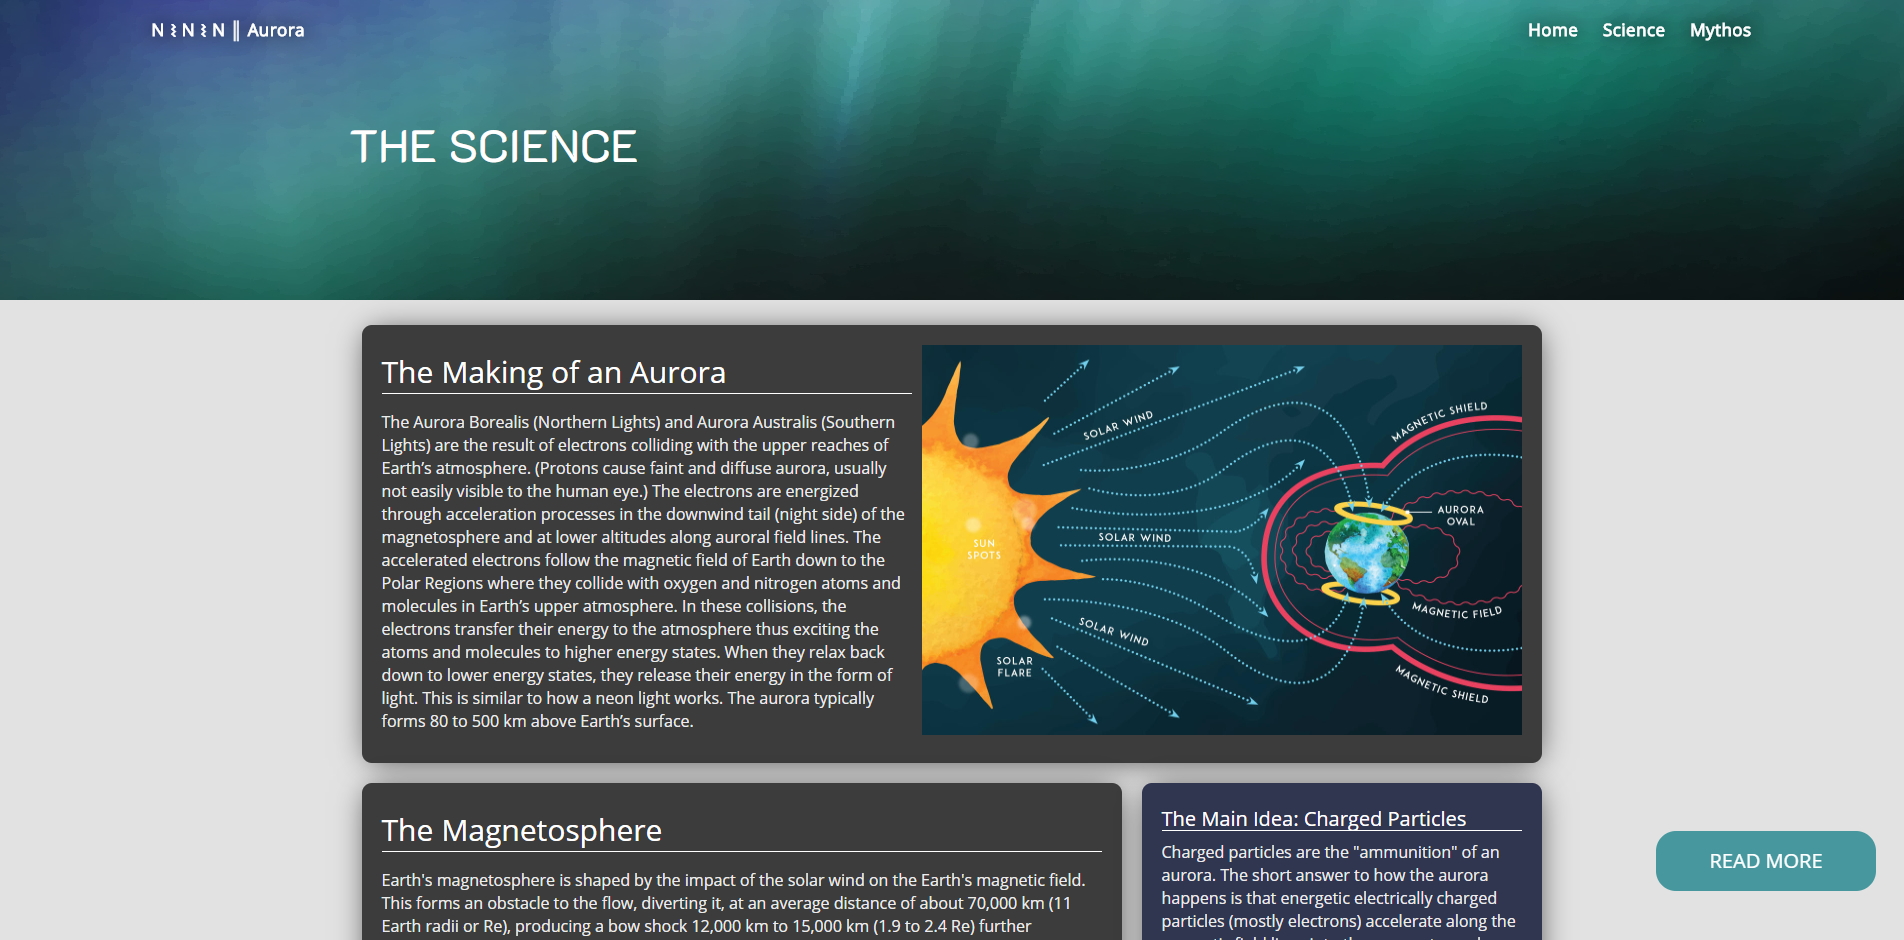 N ⌇ N ⌇ N ║ Aurora
Home Science Mythos
THE SCIENCE
The Making of an Aurora
The Aurora Borealis (Northern Lights) and Aurora Australis (Southern
Lights) are the result of electrons colliding with the upper reaches of
Earth’s atmosphere. (Protons cause faint and diffuse aurora, usually
not easily visible to the human eye.) The electrons are energized
through acceleration processes in the downwind tail (night side) of the
magnetosphere and at lower altitudes along auroral field lines. The
accelerated electrons follow the magnetic field of Earth down to the
Polar Regions where they collide with oxygen and nitrogen atoms and
molecules in Earth’s upper atmosphere. In these collisions, the
electrons transfer their energy to the atmosphere thus exciting the
atoms and molecules to higher energy states. When they relax back
down to lower energy states, they release their energy in the form of
light. This is similar to how a neon light works. The aurora typically
forms 80 to 500 km above Earth’s surface.
SOLAR WIND
MAGNETIC SHIELD
AURORA
OVAL
SUN
SPOTS
SOLAR WIND
MAGNETIC FIELD
SOLAR WIND
SOLAR
FLARE
MAGNETIC SHIELD
The Magnetosphere
Earth's magnetosphere is shaped by the impact of the solar wind on the Earth's magnetic field.
This forms an obstacle to the flow, diverting it, at an average distance of about 70,000 km (11
Earth radii or Re), producing a bow shock 12,000 km to 15,000 km (1.9 to 2.4 Re) further
The Main Idea: Charged Particles
Charged particles are the "ammunition" of an
aurora. The short answer to how the aurora
happens is that energetic electrically charged
particles (mostly electrons) accelerate along the
READ MORE